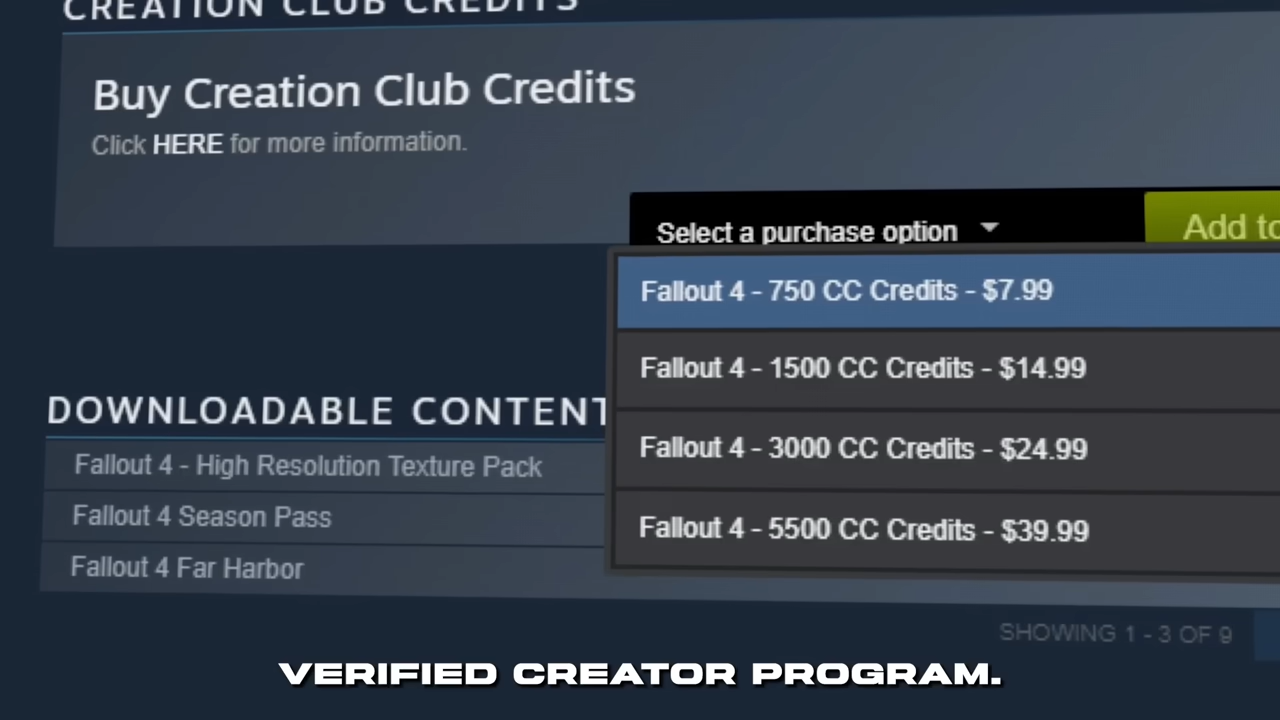 CREATION CLUB CREDITS
Buy Creation Club Credits
Click HERE for more information.
Select a purchase option
Add to
Fallout 4 - 750 CC Credits - $7.99
Fallout 4 - 1500 CC Credits - $14.99
Fallout 4 - 3000 CC Credits - $24.99
Fallout 4 - 5500 CC Credits - $39.99
DOWNLOADABLE CONTENT
Fallout 4 - High Resolution Texture Pack
Fallout 4 Season Pass
Fallout 4 Far Harbor
SHOWING 1 - 3 OF 9
VERIFIED CREATOR PROGRAM.